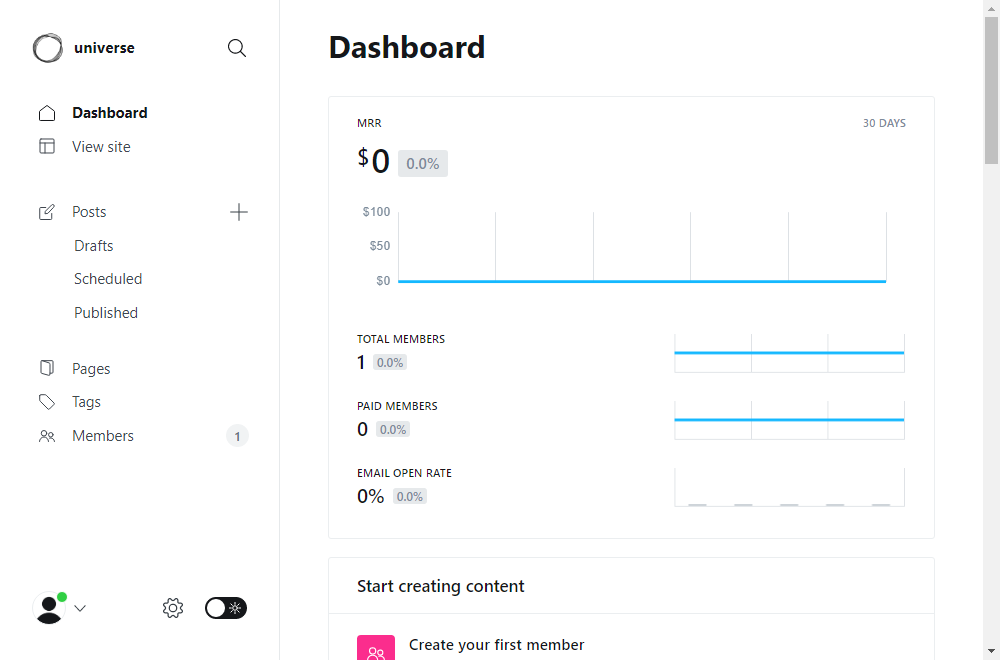 universe
Dashboard
View site
Posts
Drafts
Scheduled
Published
Pages
Tags
Members 1
Dashboard
MRR 30 DAYS
$0 0.0%
$100
$50
$0
TOTAL MEMBERS
1 0.0%
PAID MEMBERS
0 0.0%
EMAIL OPEN RATE
0% 0.0%
Start creating content
Create your first member